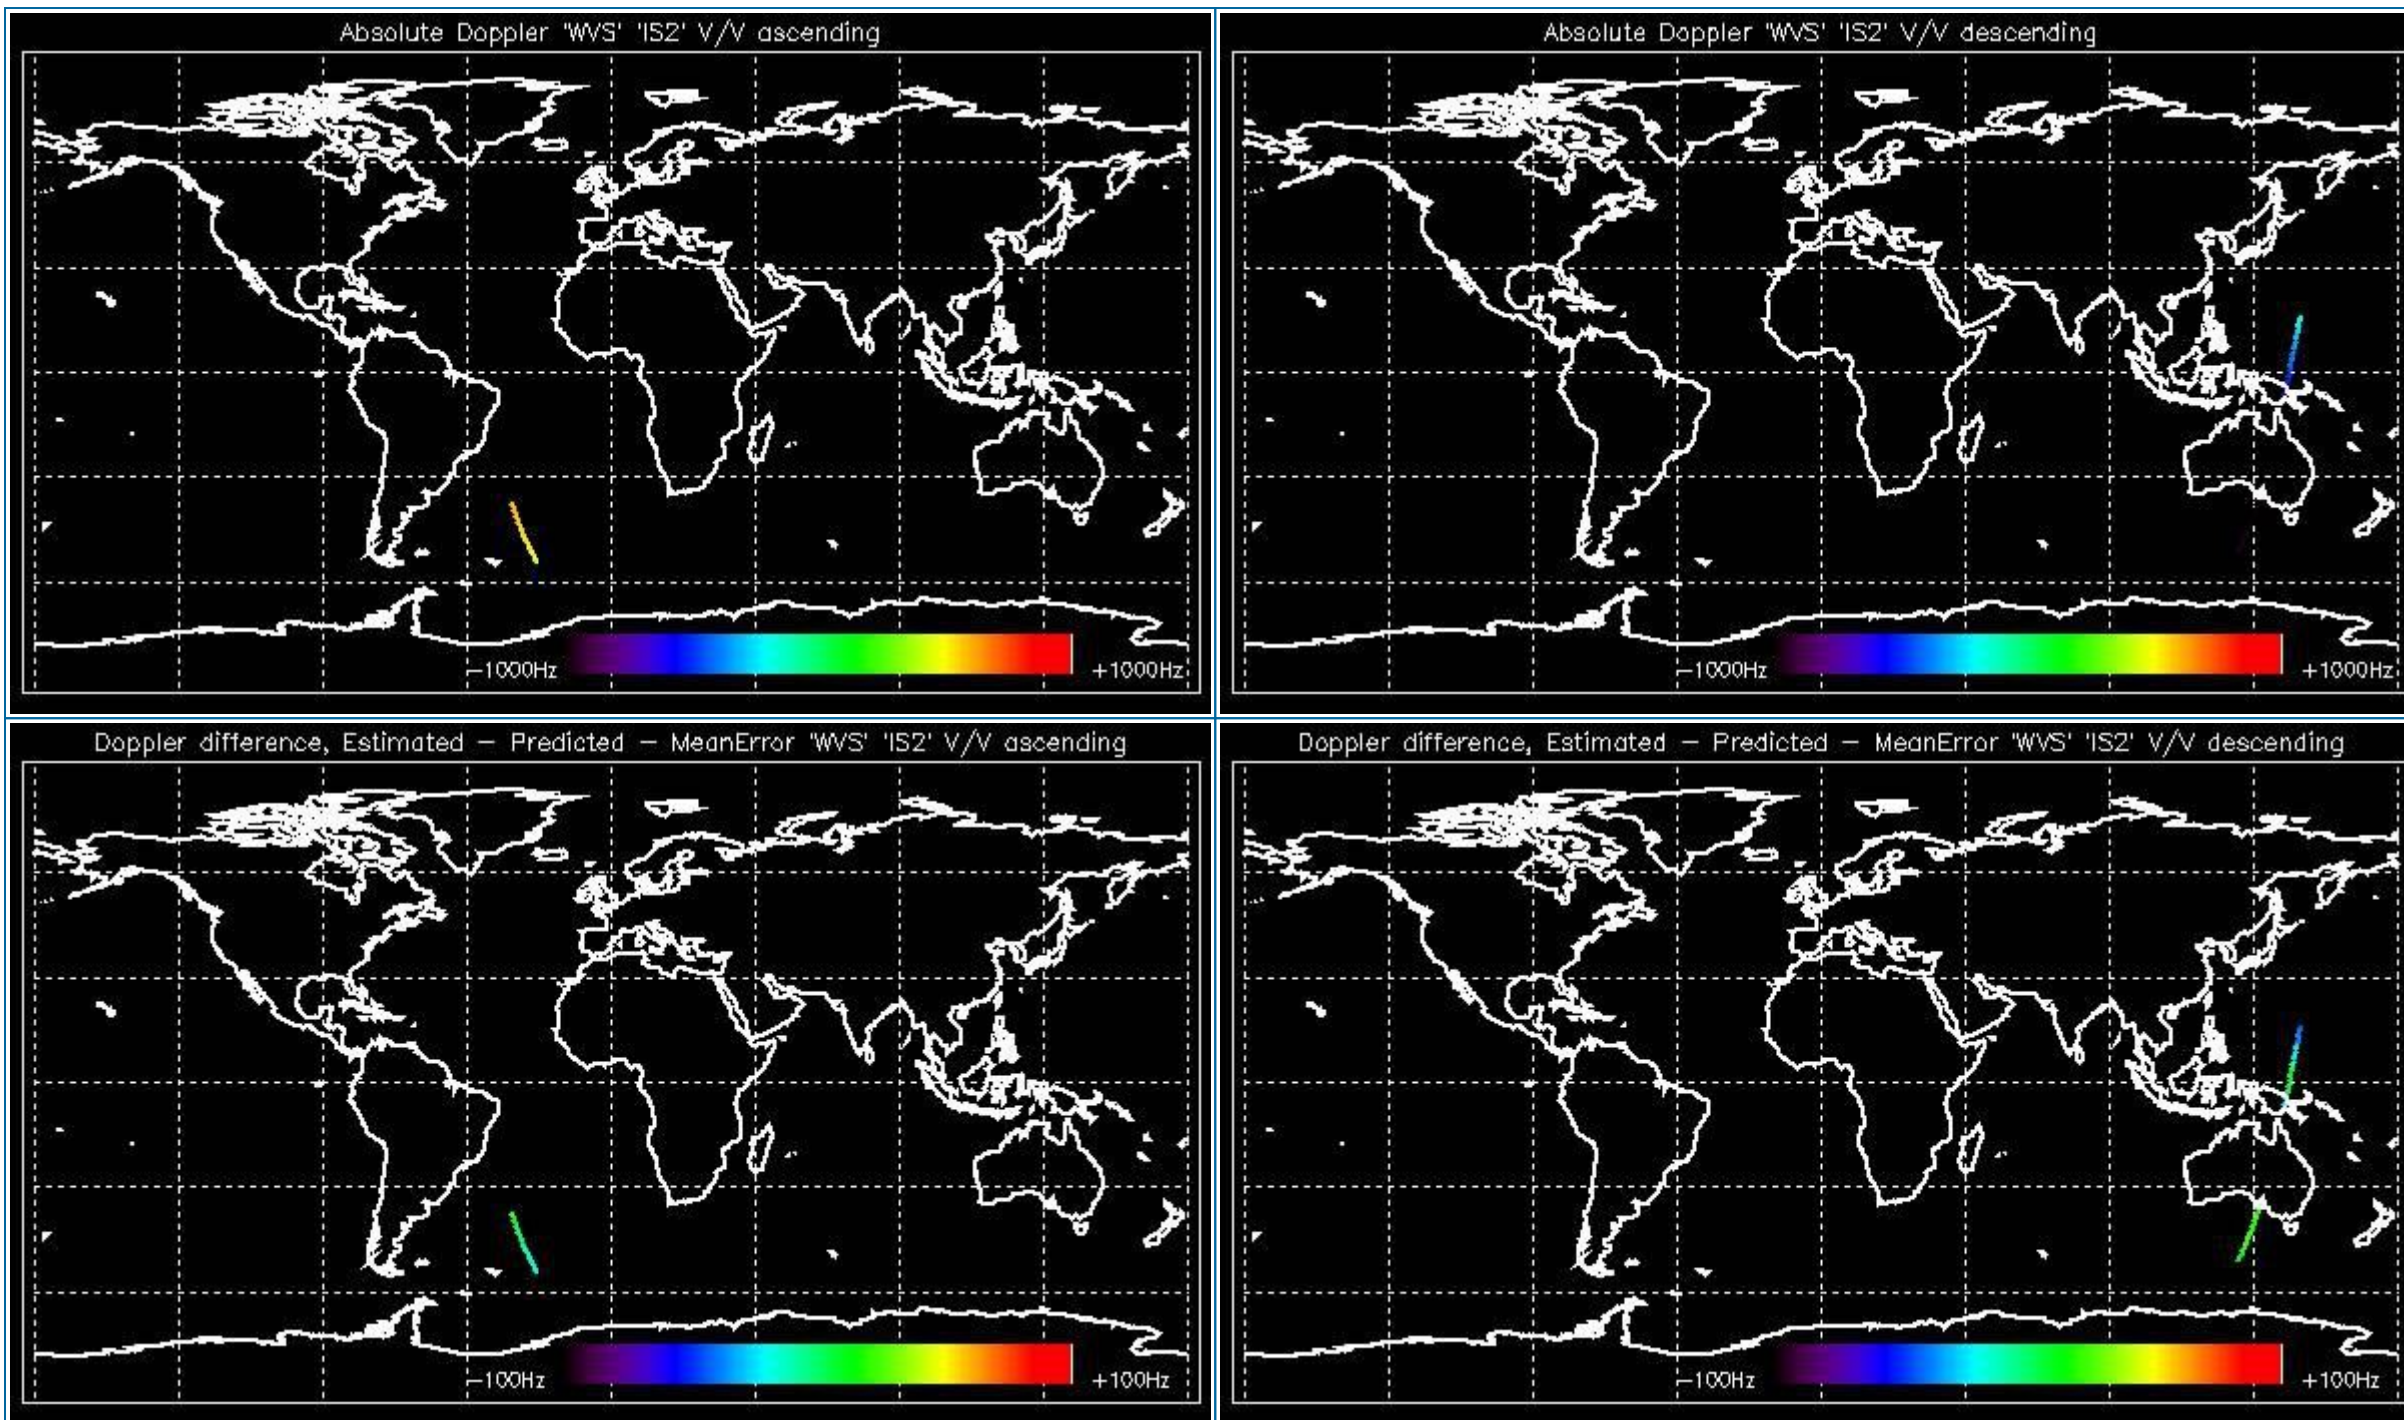 Absolute Doppler 'WVS' 'IS2' V/V ascending
-1000Hz +1000Hz
Absolute Doppler 'WVS' 'IS2' V/V descending
-1000Hz +1000Hz
Doppler difference, Estimated - Predicted - MeanError 'WVS' 'IS2' V/V ascending
-100Hz +100Hz
Doppler difference, Estimated - Predicted - MeanError 'WVS' 'IS2' V/V descending
-100Hz +100Hz